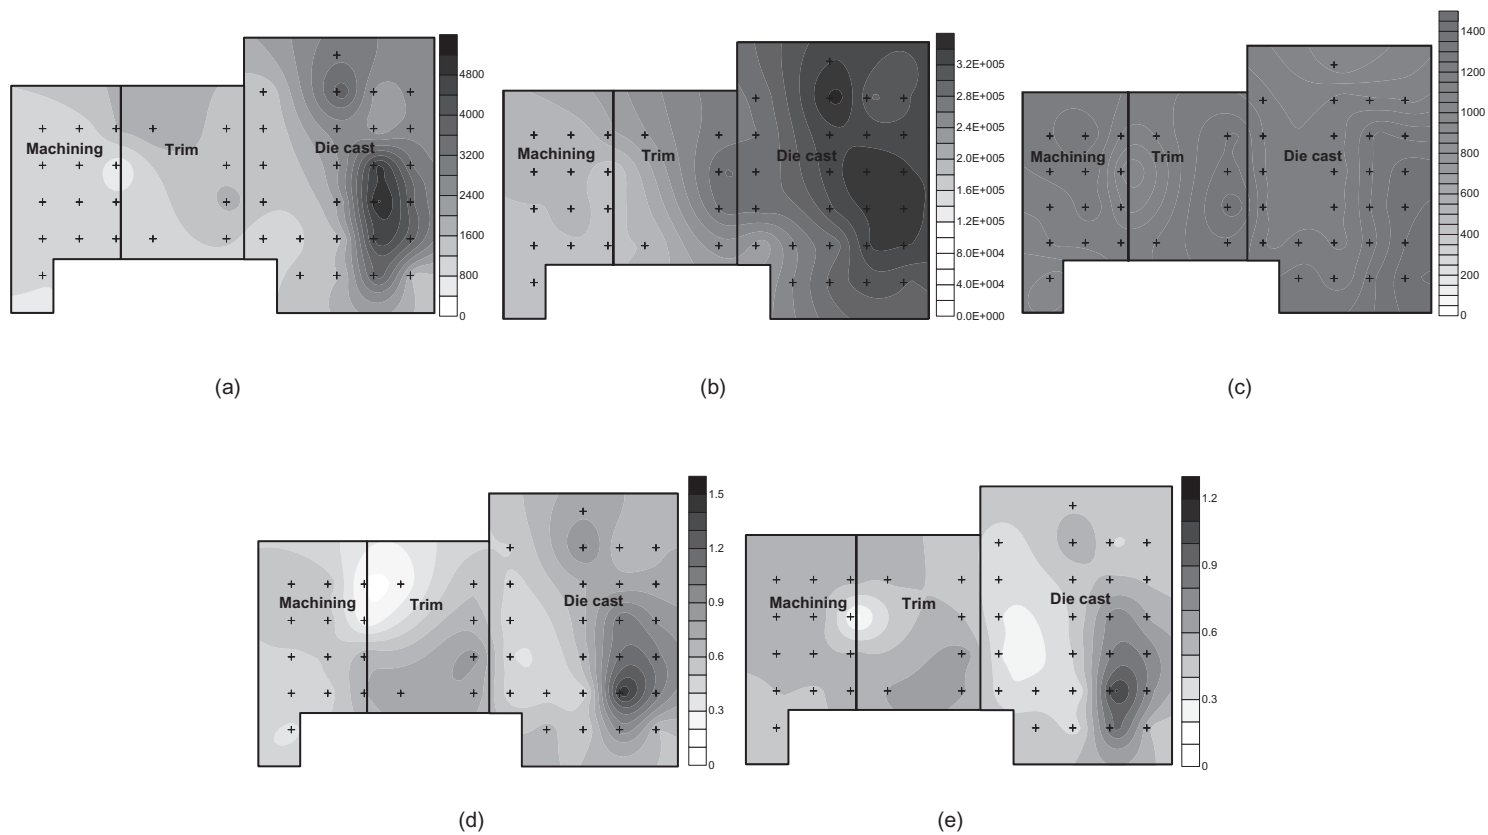 Machining
Trim
Die cast
4800
4000
3200
2400
1600
800
0
(a)
Machining
Trim
Die cast
3.2E+005
2.8E+005
2.4E+005
2.0E+005
1.6E+005
1.2E+005
8.0E+004
4.0E+004
0.0E+000
(b)
Machining
Trim
Die cast
1400
1200
1000
800
600
400
200
0
(c)
Machining
Trim
Die cast
1.5
1.2
0.9
0.6
0.3
0
(d)
Machining
Trim
Die cast
1.2
0.9
0.6
0.3
0
(e)